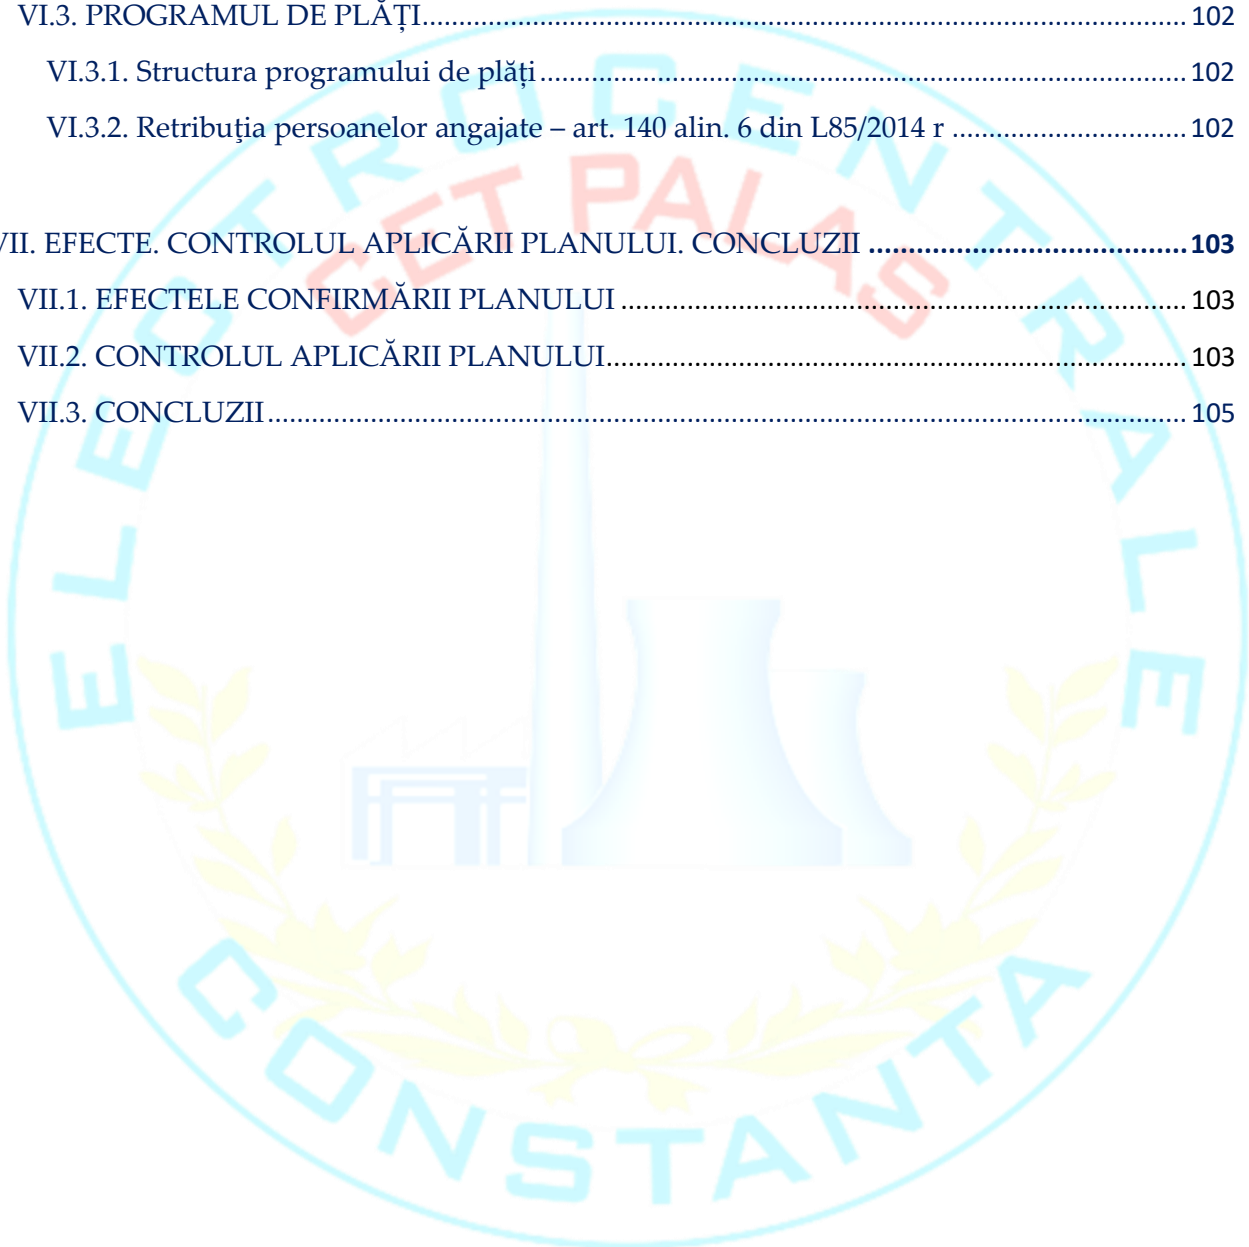 VI.3. PROGRAMUL DE PLĂȚI........................................ 102
VI.3.1. Structura programului de plăți........................................ 102
VI.3.2. Retribuţia persoanelor angajate – art. 140 alin. 6 din L85/2014 r ........................................ 102
VII. EFECTE. CONTROLUL APLICĂRII PLANULUI. CONCLUZII ........................................ 103
VII.1. EFECTELE CONFIRMĂRII PLANULUI ........................................ 103
VII.2. CONTROLUL APLICĂRII PLANULUI........................................ 103
VII.3. CONCLUZII........................................ 105
ELECTROCENTRALE
CET PALAS
CONSTANTA